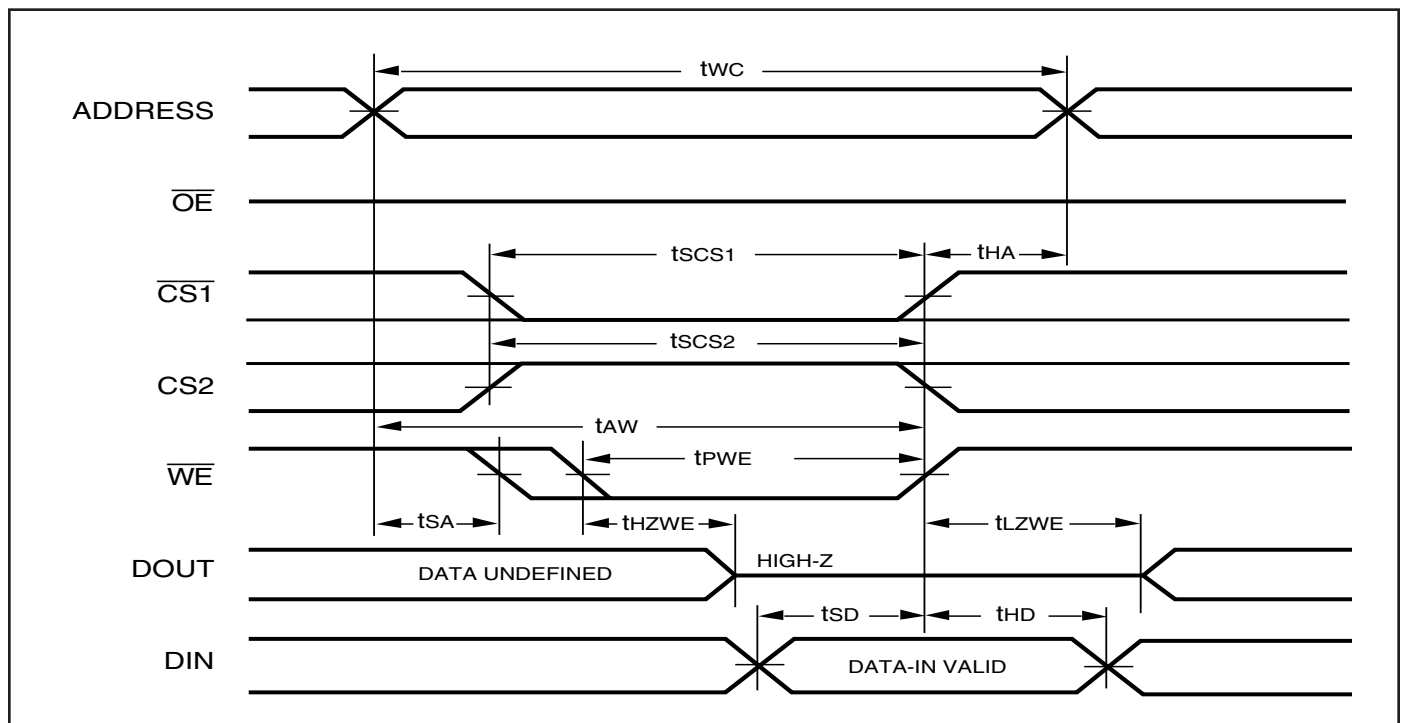 tWC
ADDRESS
OE
tSCS1
tHA
CS1
tSCS2
CS2
tAW
WE
tPWE
tSA
tHZWE
tLZWE
DOUT
DATA UNDEFINED
HIGH-Z
tSD
tHD
DIN
DATA-IN VALID